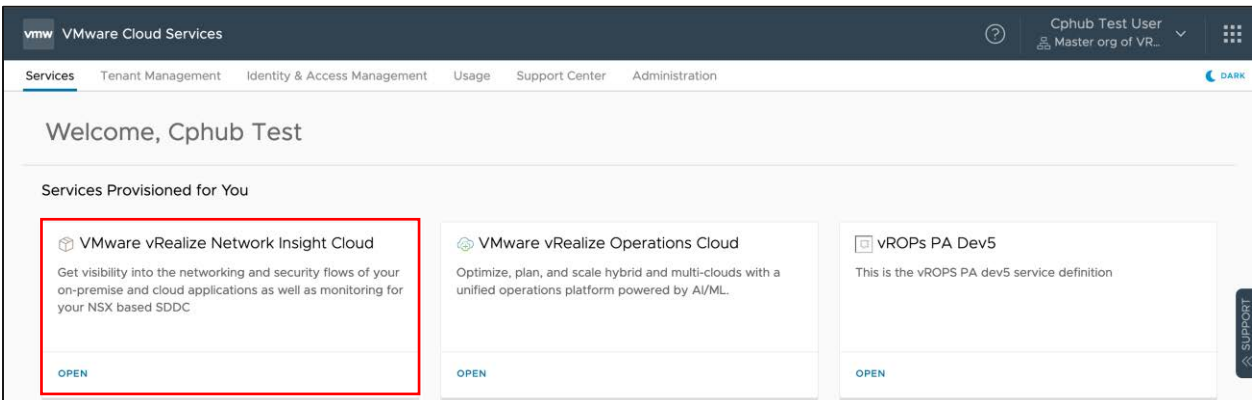 vmw VMware Cloud Services
Cphub Test User
Master org of VR...
Services Tenant Management Identity & Access Management Usage Support Center Administration
DARK
Welcome, Cphub Test
Services Provisioned for You
VMware vRealize Network Insight Cloud
Get visibility into the networking and security flows of your
on-premise and cloud applications as well as monitoring for
your NSX based SDDC
OPEN
VMware vRealize Operations Cloud
Optimize, plan, and scale hybrid and multi-clouds with a
unified operations platform powered by AI/ML.
OPEN
vROPs PA Dev5
This is the vROPS PA dev5 service definition
OPEN
SUPPORT